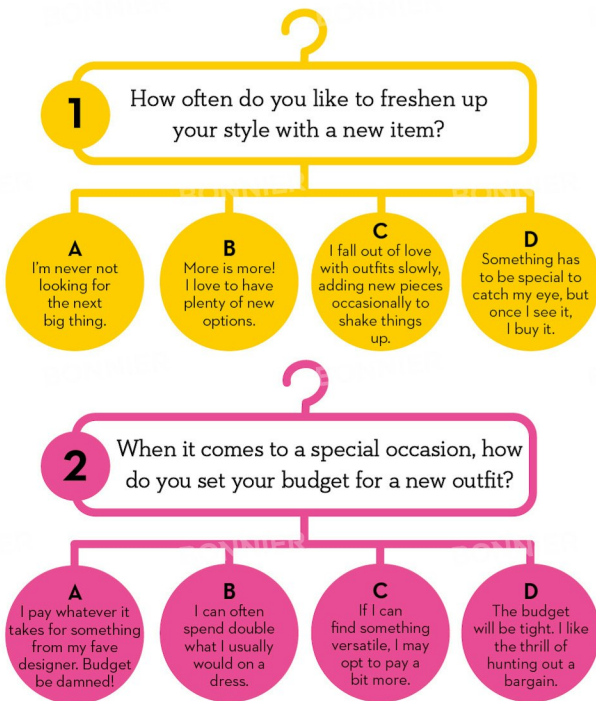 1
How often do you like to freshen up
your style with a new item?
A
I'm never not
looking for
the next
big thing.
B
More is more!
I love to have
plenty of new
options.
C
I fall out of love
with outfits slowly,
adding new pieces
occasionally to
shake things
up.
D
Something has
to be special to
catch my eye, but
once I see it,
I buy it.
2
When it comes to a special occasion, how
do you set your budget for a new outfit?
A
I pay whatever it
takes for something
from my fave
designer. Budget
be damned!
B
I can often
spend double
what I usually
would on a
dress.
C
If I can
find something
versatile, I may
opt to pay a
bit more.
D
The budget
will be tight. I like
the thrill of
hunting out a
bargain.
BONNIER